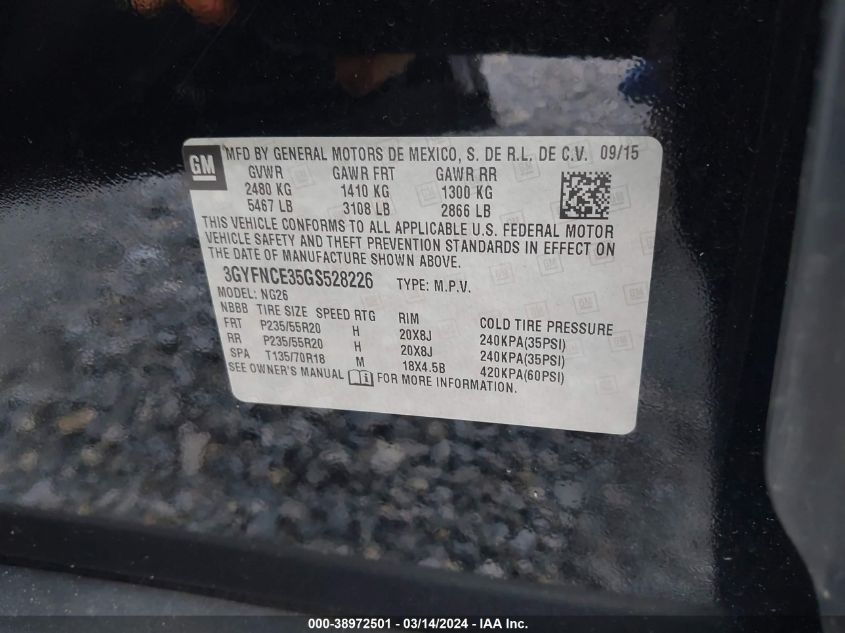 GM MFD BY GENERAL MOTORS DE MEXICO, S. DE R.L. DE C.V. 09/15
GVWR GAWR FRT GAWR RR
2480 KG 1410 KG 1300 KG
5467 LB 3108 LB 2866 LB
THIS VEHICLE CONFORMS TO ALL APPLICABLE U.S. FEDERAL MOTOR
VEHICLE SAFETY AND THEFT PREVENTION STANDARDS IN EFFECT ON
THE DATE OF MANUFACTURE SHOWN ABOVE.
3GYFNCE35GS528226 TYPE: M.P.V.
MODEL: NG26
NBBB TIRE SIZE SPEED RTG RIM COLD TIRE PRESSURE
FRT P235/55R20 H 20X8J 240KPA(35PSI)
RR P235/55R20 H 20X8J 240KPA(35PSI)
SPA T135/70R18 M 18X4.5B 420KPA(60PSI)
SEE OWNER'S MANUAL FOR MORE INFORMATION.
000-38972501 - 03/14/2024 - IAA Inc.